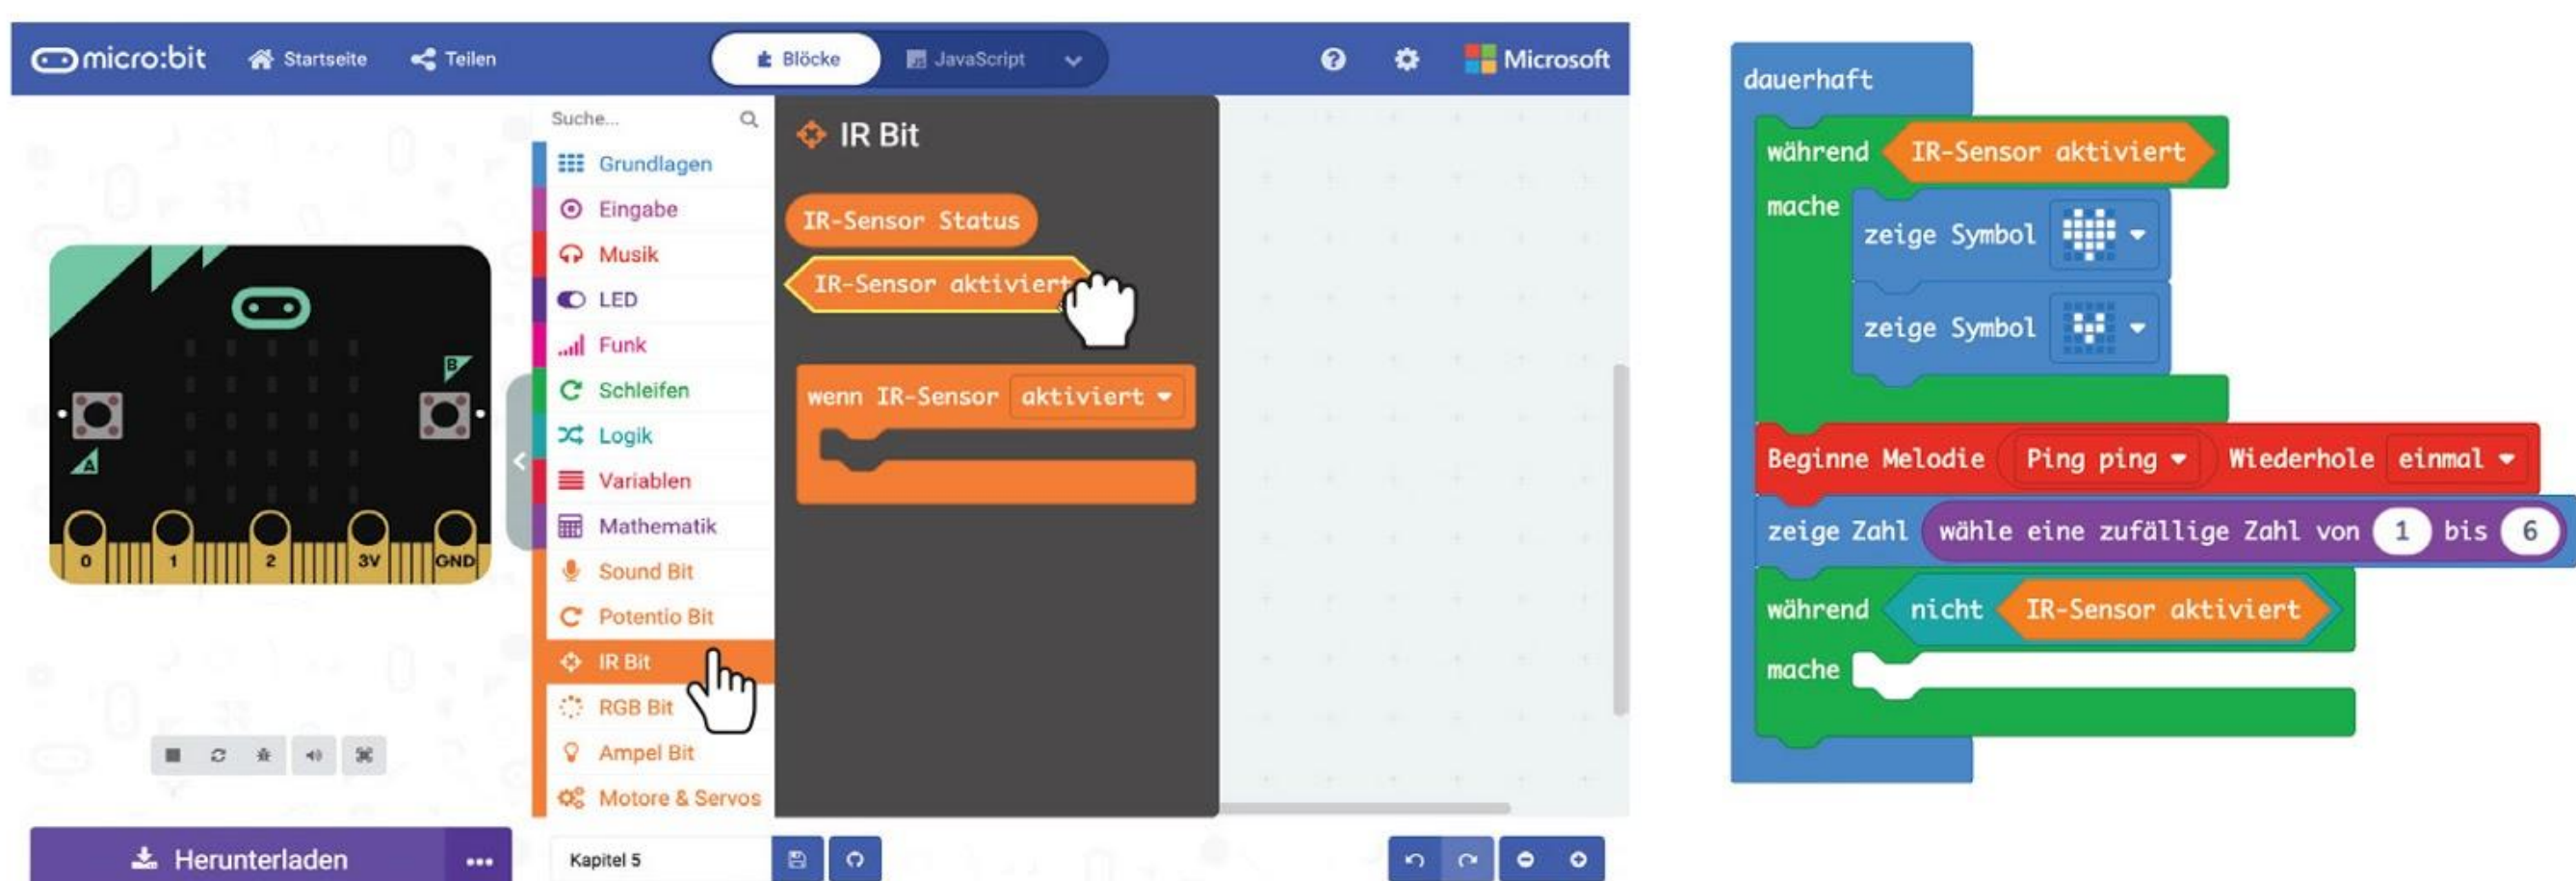 micro:bit
Startseite
Teilen
Blöcke
JavaScript
Microsoft
Suche...
Grundlagen
Eingabe
Musik
LED
Funk
Schleifen
Logik
Variablen
Mathematik
Sound Bit
Potentio Bit
IR Bit
RGB Bit
Ampel Bit
Motore & Servos
IR Bit
IR-Sensor Status
IR-Sensor aktiviert
wenn IR-Sensor aktiviert
B
A
0 1 2 3V GND
Herunterladen
Kapitel 5
dauerhaft
während IR-Sensor aktiviert
mache
zeige Symbol
zeige Symbol
Beginne Melodie Ping ping Wiederhole einmal
zeige Zahl wähle eine zufällige Zahl von 1 bis 6
während nicht IR-Sensor aktiviert
mache